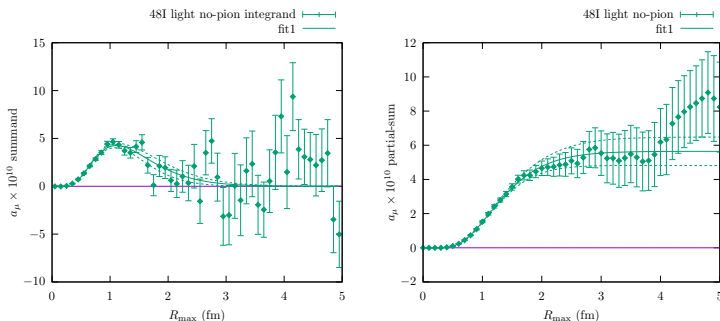 48I light no-pion integrand
fit1
15
10
5
0
−5
−10
0 1 2 3 4 5
a_μ × 10^10 summand
R_max (fm)
48I light no-pion
fit1
12
10
8
6
4
2
0
−2
0 1 2 3 4 5
a_μ × 10^10 partial-sum
R_max (fm)